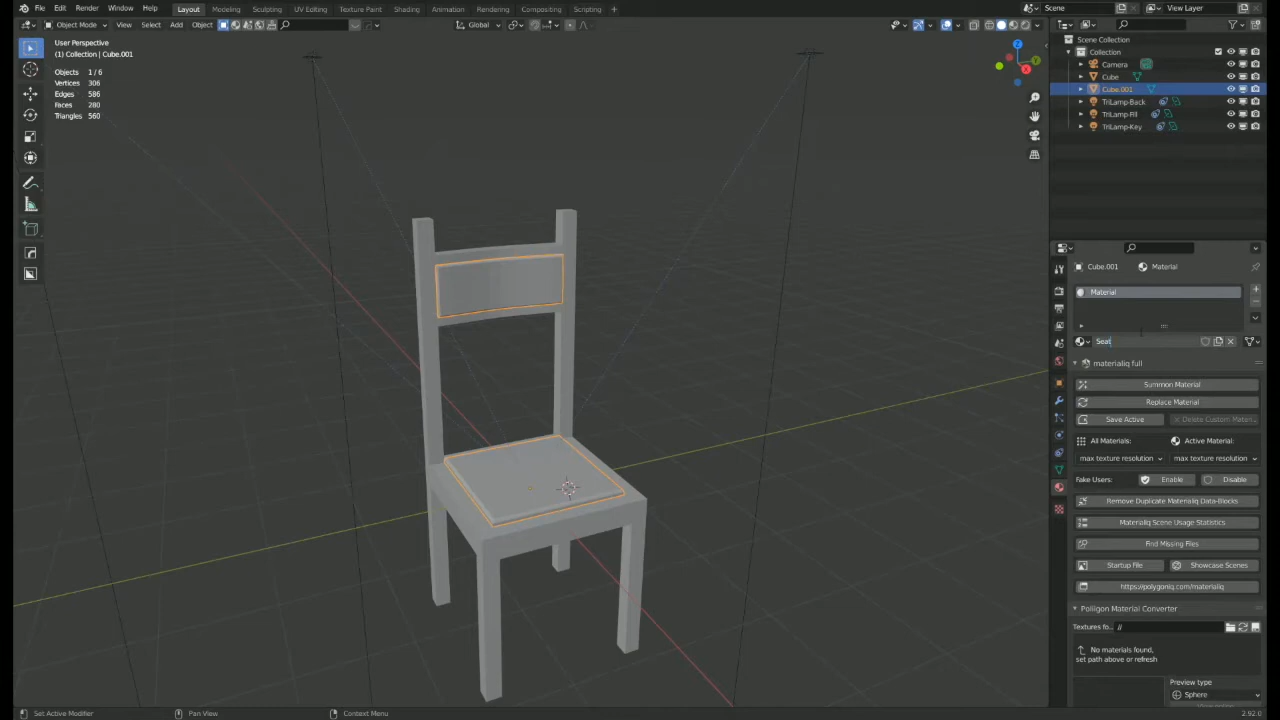 File Edit Render Window Help Layout Modeling Sculpting UV Editing Texture Paint Shading Animation Rendering Compositing Scripting + Scene View Layer
Object Mode View Select Add Object Global
User Perspective
(1) Collection | Cube.001
Objects 1/6
Vertices 306
Edges 586
Faces 280
Triangles 560
Z
Y
X
Scene Collection
Collection
Camera
Cube
Cube.001
TriLamp-Back
TriLamp-Fill
TriLamp-Key
Cube.001 Material
Material
Seat
materialiq full
Summon Material
Replace Material
Save Active Delete Custom Mater...
All Materials: Active Material:
max texture resolution max texture resolution
Fake Users: Enable Disable
Remove Duplicate Materialiq Data-Blocks
Materialiq Scene Usage Statistics
Find Missing Files
Startup File Showcase Scenes
https://polygoniq.com/materialiq
Poliigon Material Converter
Textures fo.. //
No materials found,
set path above or refresh
Preview type
Sphere
Set Active Modifier Pan View Context Menu 2.92.0